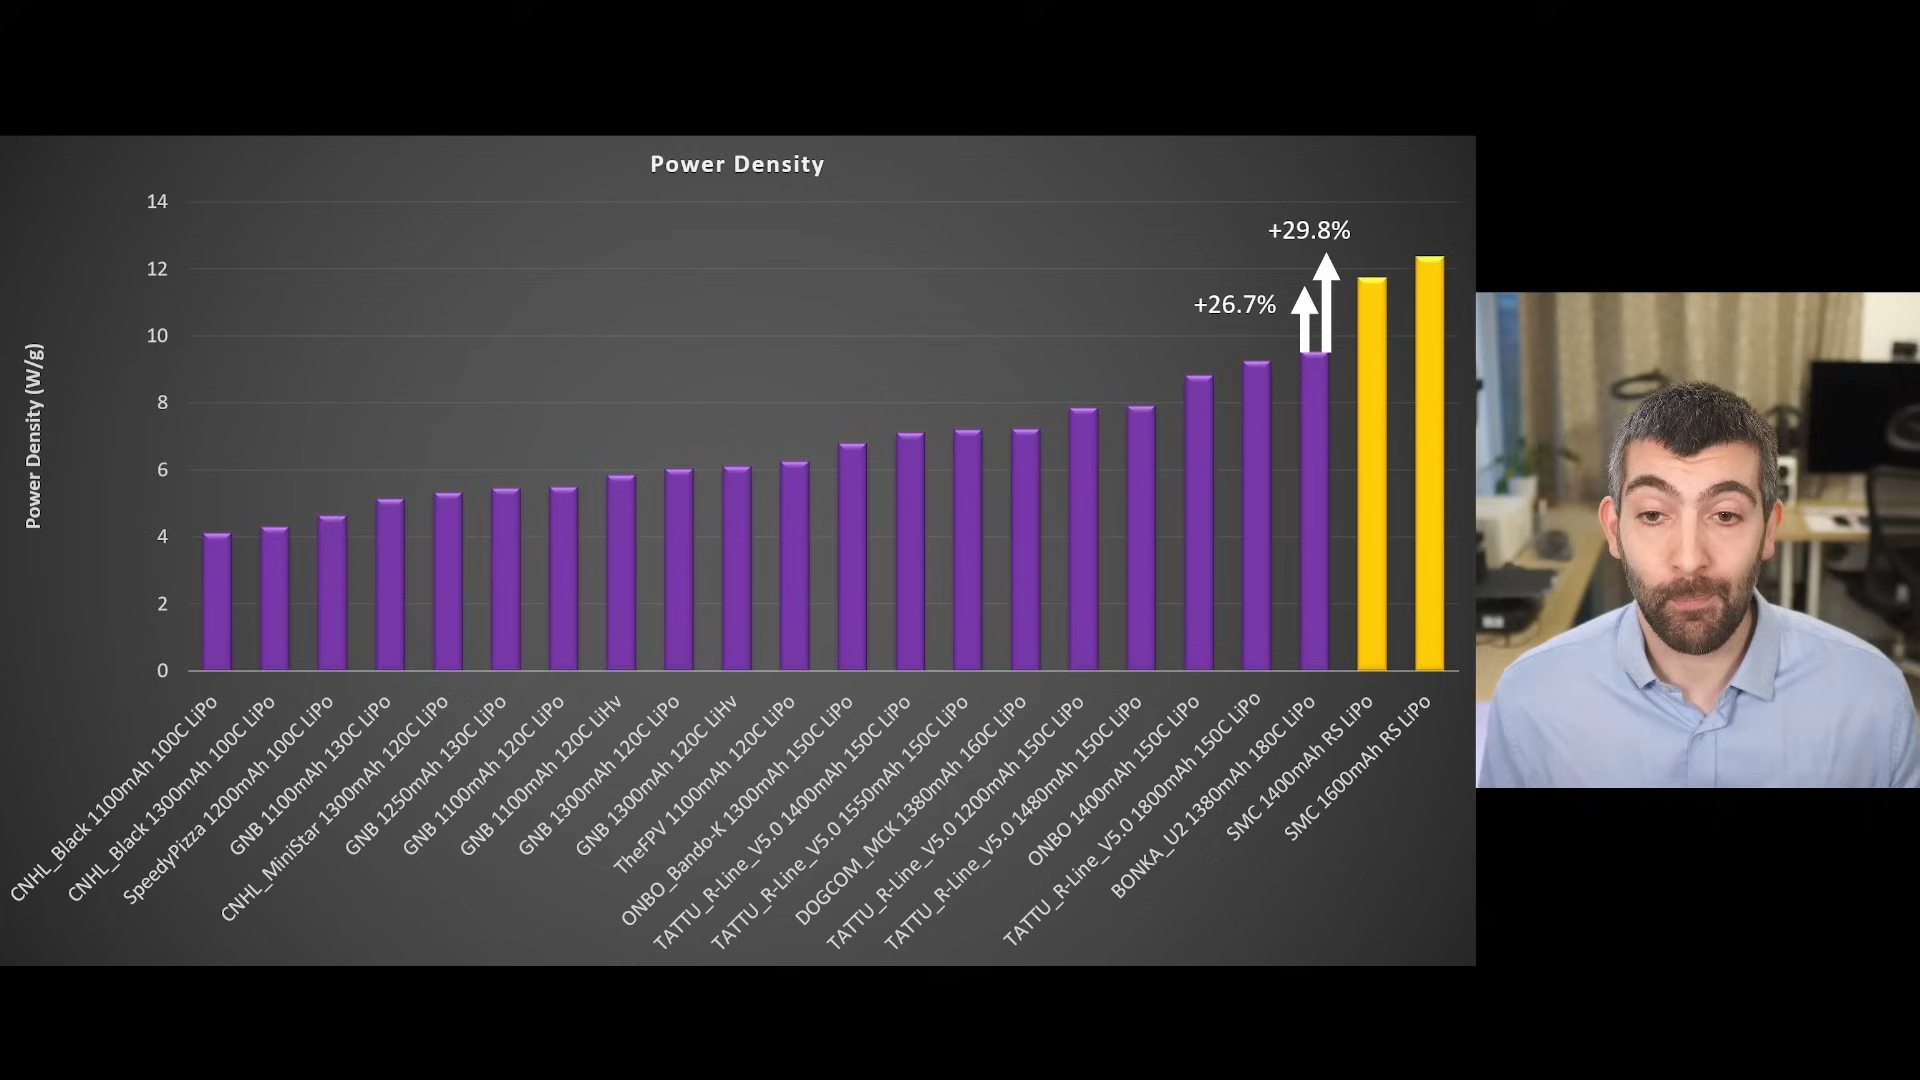 Power Density
Power Density (W/g)
14
12
10
8
6
4
2
0
+29.8%
+26.7%
CNHL_Black 1100mAh 100C LiPo
CNHL_Black 1300mAh 100C LiPo
SpeedyPizza 1200mAh 100C LiPo
GNB 1100mAh 130C LiPo
CNHL_MiniStar 1300mAh 120C LiPo
GNB 1250mAh 130C LiPo
GNB 1100mAh 120C LiPo
GNB 1100mAh 120C LiHv
GNB 1300mAh 120C LiPo
GNB 1300mAh 120C LiHv
TheFPV 1100mAh 120C LiPo
ONBO_Bando-K 1300mAh 150C LiPo
TATTU_R-Line_V5.0 1400mAh 150C LiPo
TATTU_R-Line_V5.0 1550mAh 150C LiPo
DOGCOM_MCK 1380mAh 160C LiPo
TATTU_R-Line_V5.0 1200mAh 150C LiPo
TATTU_R-Line_V5.0 1480mAh 150C LiPo
ONBO 1400mAh 150C LiPo
TATTU_R-Line_V5.0 1800mAh 150C LiPo
BONKA_U2 1380mAh 180C LiPo
SMC 1400mAh RS LiPo
SMC 1600mAh RS LiPo